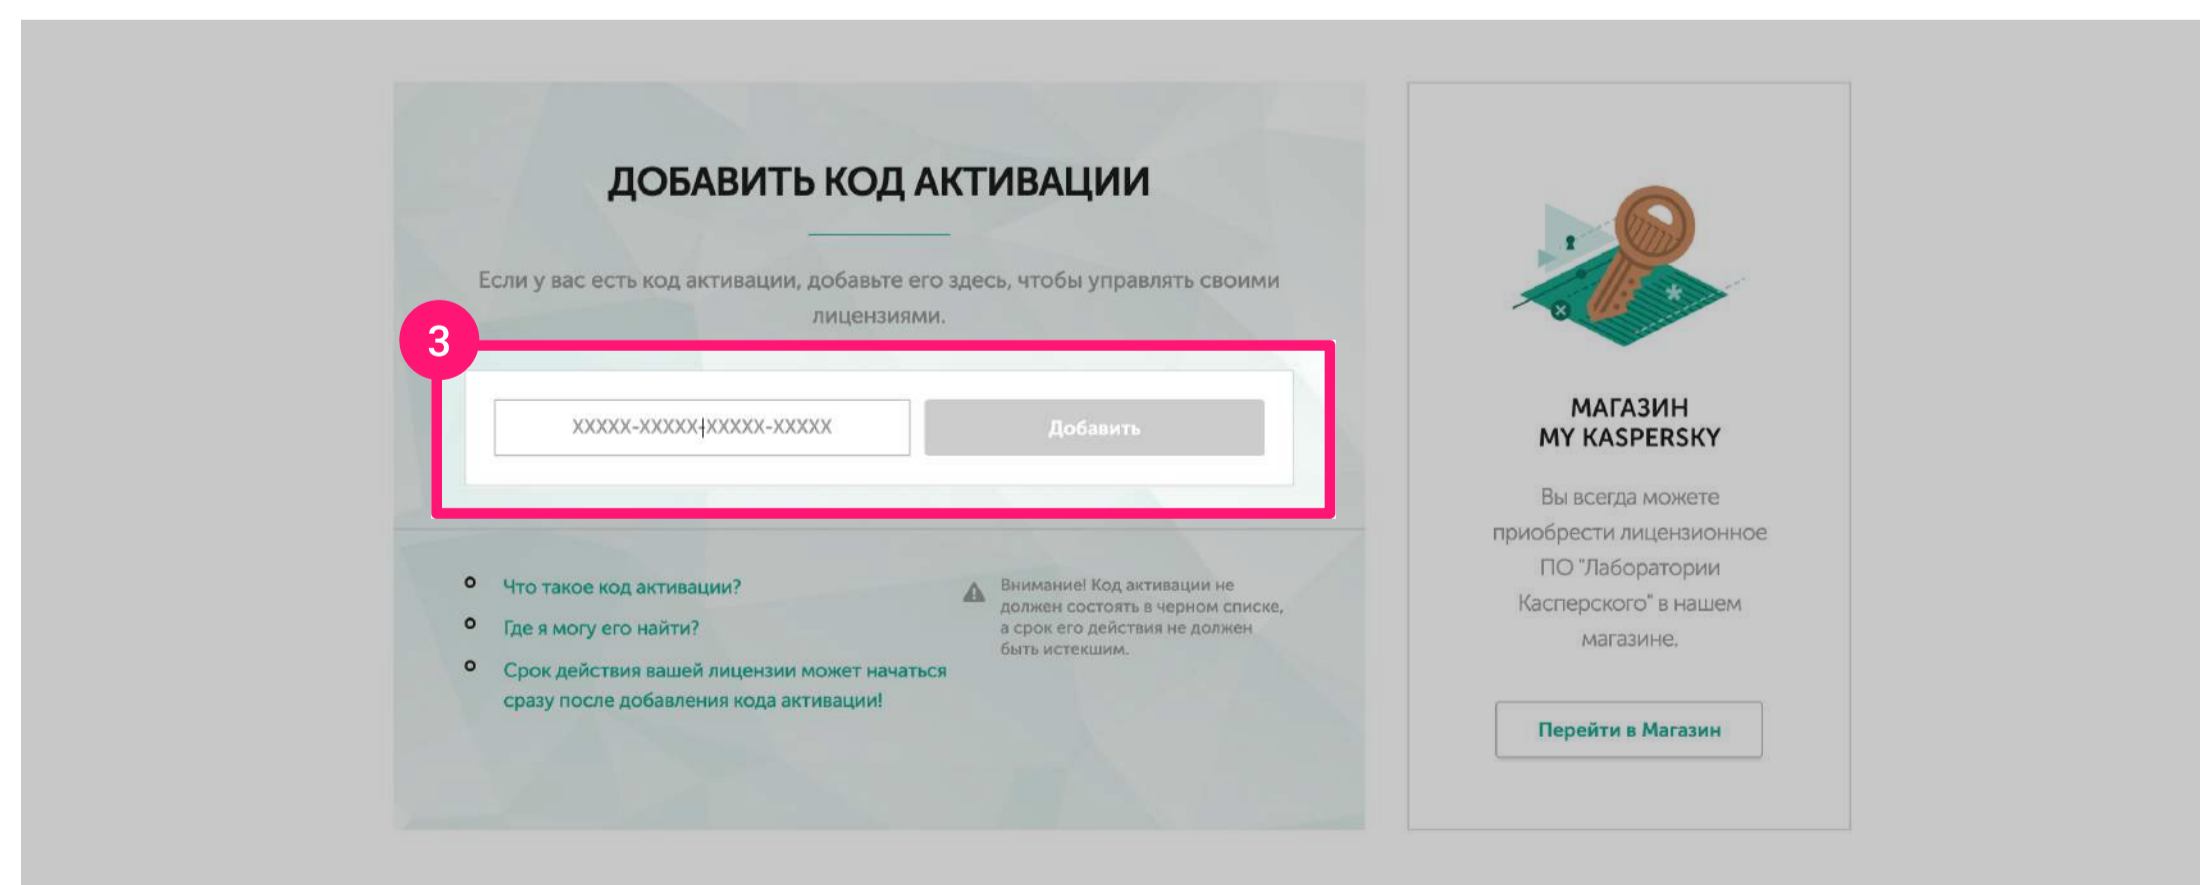 ДОБАВИТЬ КОД АКТИВАЦИИ
Если у вас есть код активации, добавьте его здесь, чтобы управлять своими
лицензиями.
3
XXXXX-XXXXX-XXXXX-XXXXX
Добавить
Что такое код активации?
Где я могу его найти?
Срок действия вашей лицензии может начаться
сразу после добавления кода активации!
Внимание! Код активации не
должен состоять в черном списке,
а срок его действия не должен
быть истекшим.
МАГАЗИН
MY KASPERSKY
Вы всегда можете
приобрести лицензионное
ПО "Лаборатории
Касперского" в нашем
магазине.
Перейти в Магазин